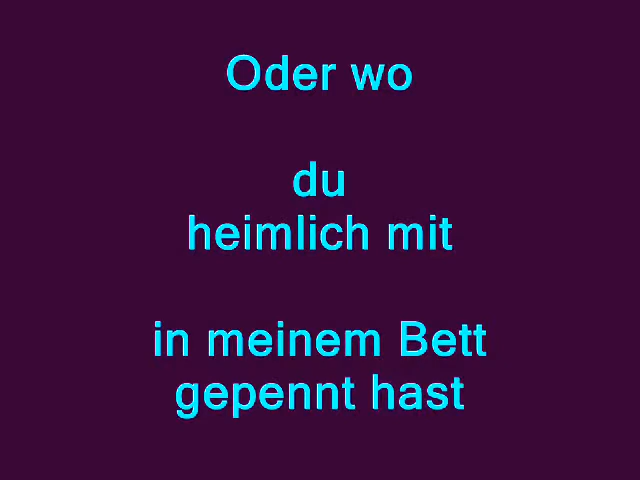 Oder wo
du
heimlich mit
in meinem Bett
gepennt hast